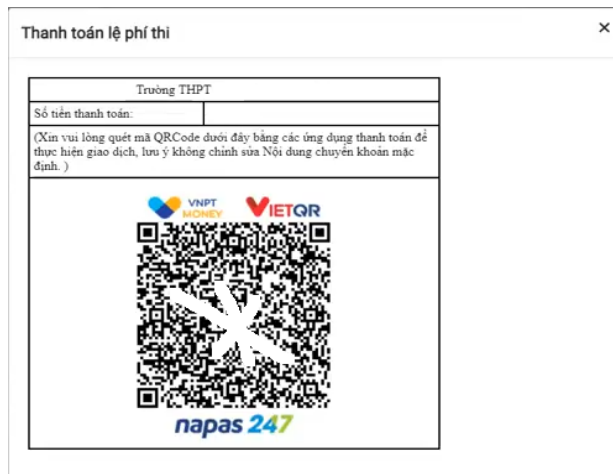 Thanh toán lệ phí thi
×
Trường THPT
Số tiền thanh toán:
(Xin vui lòng quét mã QRCode dưới đây bằng các ứng dụng thanh toán để
thực hiện giao dịch, lưu ý không chỉnh sửa Nội dung chuyển khoản mặc
định. )
VNPT
MONEY
VIETQR
napas 247